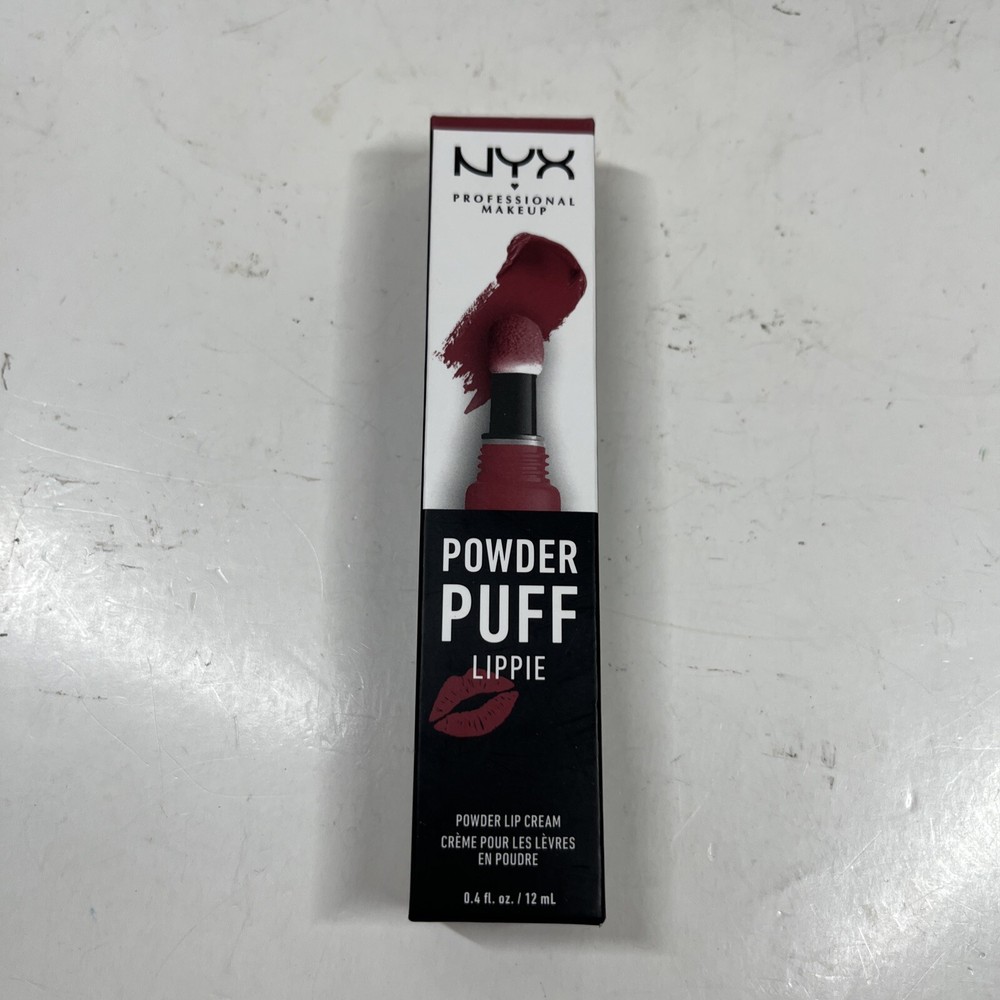 NYX
PROFESSIONAL
MAKEUP
POWDER
PUFF
LIPPIE
POWDER LIP CREAM
CRÈME POUR LES LÈVRES
EN POUDRE
0.4 fl. oz. / 12 mL